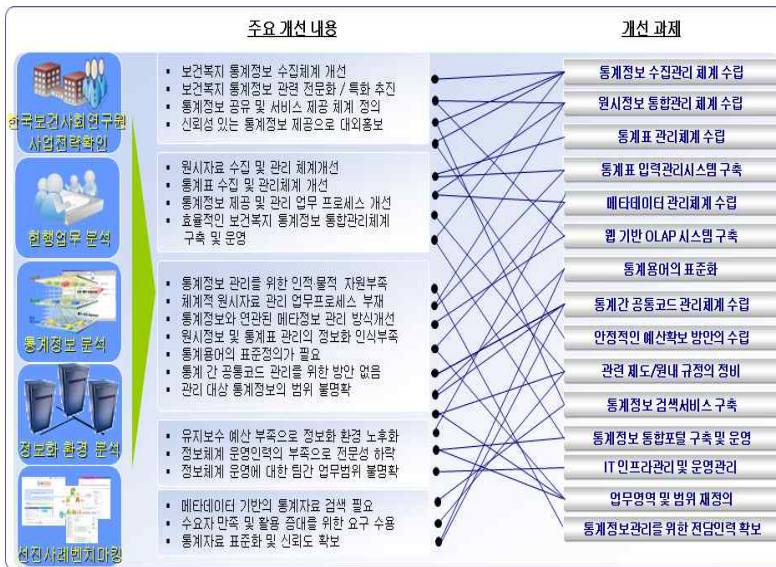 주요 개선 내용
개선 과제
한국보건사회연구원
사업전략확인
현행업무 분석
통계정보 분석
정보화 환경 분석
선진사례벤치마킹
▪ 보건복지 통계정보 수집체계 개선
▪ 보건복지 통계정보 관련 전문화 / 특화 추진
▪ 통계정보 공유 및 서비스 제공 체계 정의
▪ 신뢰성 있는 통계정보 제공으로 대외홍보
▪ 원시자료 수집 및 관리 체계개선
▪ 통계표 수집 및 관리체계 개선
▪ 통계정보 제공 및 관리 업무 프로세스 개선
▪ 효율적인 보건복지 통계정보 통합관리체계
구축 및 운영
▪ 통계정보 관리를 위한 인적·물적 자원부족
▪ 체계적 원시자료 관리 업무프로세스 부재
▪ 통계정보와 연관된 메타정보 관리 방식개선
▪ 원시정보 및 통계표 관리의 정보화 인식부족
▪ 통계용어의 표준정의가 필요
▪ 통계 간 공통코드 관리를 위한 방안 없음
▪ 관리 대상 통계정보의 범위 불명확
▪ 유지보수 예산 부족으로 정보화 환경 노후화
▪ 정보체계 운영인력의 부족으로 전문성 하락
▪ 정보체계 운영에 대한 팀간 업무범위 불명확
▪ 메타데이터 기반의 통계자료 검색 필요
▪ 수요자 만족 및 활용 증대를 위한 요구 수용
▪ 통계자료 표준화 및 신뢰도 확보
통계정보 수집관리 체계 수립
원시정보 통합관리 체계 수립
통계표 관리체계 수립
통계표 입력관리시스템 구축
메타데이터 관리체계 수립
웹 기반 OLAP 시스템 구축
통계용어의 표준화
통계간 공통코드 관리체계 수립
안정적인 예산확보 방안의 수립
관련 제도/원내 규정의 정비
통계정보 검색서비스 구축
통계정보 통합포털 구축 및 운영
IT 인프라관리 및 운영관리
업무영역 및 범위 재정의
통계정보관리를 위한 전담인력 확보